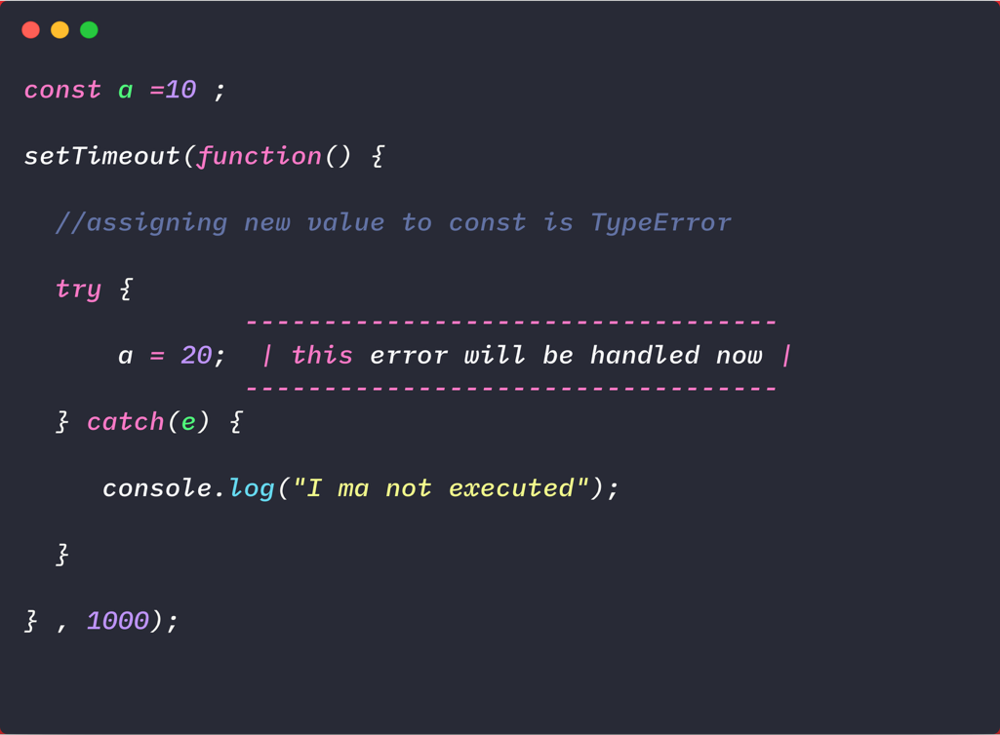 const a =10 ;
setTimeout(function() {
//assigning new value to const is TypeError
try {
----------------------------------
a = 20; | this error will be handled now |
----------------------------------
} catch(e) {
console.log("I ma not executed");
}
} , 1000);